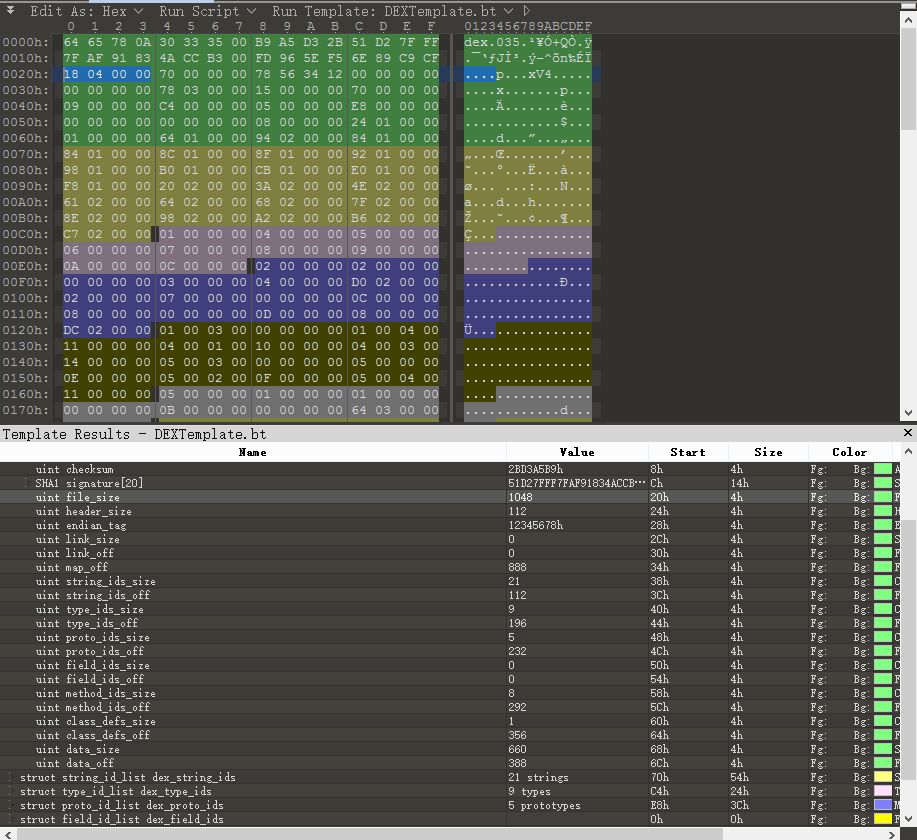 Edit As: Hex Run Script Run Template: DEXTemplate.bt
0 1 2 3 4 5 6 7 8 9 A B C D E F 0123456789ABCDEF
0000h: 64 65 78 0A 30 33 35 00 B9 A5 D3 2B 51 D2 7F FF dex.035.¹¥Ó+QÒ.ÿ
0010h: 7F AF 91 83 4A CC B3 00 FD 96 5E F5 6E 89 C9 CF .¯‘ƒJÌ³.ý–^õn‰ÉÏ
0020h: 18 04 00 00 70 00 00 00 78 56 34 12 00 00 00 00 ....p...xV4.....
0030h: 00 00 00 00 78 03 00 00 15 00 00 00 70 00 00 00 ....x.......p...
0040h: 09 00 00 00 C4 00 00 00 05 00 00 00 E8 00 00 00 ....Ä.......è...
0050h: 00 00 00 00 00 00 00 00 08 00 00 00 24 01 00 00 ............$...
0060h: 01 00 00 00 64 01 00 00 94 02 00 00 84 01 00 00 ....d...”...„...
0070h: 84 01 00 00 8C 01 00 00 8F 01 00 00 92 01 00 00 „...Œ.......’...
0080h: 98 01 00 00 B0 01 00 00 CB 01 00 00 E0 01 00 00 ˜...°...Ë...à...
0090h: F8 01 00 00 20 02 00 00 3A 02 00 00 4E 02 00 00 ø... ...:...N...
00A0h: 61 02 00 00 64 02 00 00 68 02 00 00 7F 02 00 00 a...d...h.......
00B0h: 8E 02 00 00 98 02 00 00 A2 02 00 00 B6 02 00 00 Ž...˜...¢...¶...
00C0h: C7 02 00 00 01 00 00 00 04 00 00 00 05 00 00 00 Ç...............
00D0h: 06 00 00 00 07 00 00 00 08 00 00 00 09 00 00 00 ................
00E0h: 0A 00 00 00 0C 00 00 00 02 00 00 00 02 00 00 00 ................
00F0h: 00 00 00 00 03 00 00 00 04 00 00 00 D0 02 00 00 ............Ð...
0100h: 02 00 00 00 07 00 00 00 00 00 00 00 0C 00 00 00 ................
0110h: 08 00 00 00 00 00 00 00 0D 00 00 00 08 00 00 00 ................
0120h: DC 02 00 00 01 00 03 00 00 00 00 00 01 00 04 00 Ü...............
0130h: 11 00 00 00 04 00 01 00 10 00 00 00 04 00 03 00 ................
0140h: 14 00 00 00 05 00 03 00 00 00 00 00 05 00 00 00 ................
0150h: 0E 00 00 00 05 00 02 00 0F 00 00 00 05 00 04 00 ................
0160h: 11 00 00 00 05 00 00 00 01 00 00 00 01 00 00 00 ................
0170h: 00 00 00 00 0B 00 00 00 00 00 00 00 64 03 00 00 ............d...
Template Results - DEXTemplate.bt
Name Value Start Size Color
uint checksum 2BD3A5B9h 8h 4h Fg: Bg:
SHA1 signature[20] 51D27FFF7FAF91834ACCB··· Ch 14h Fg: Bg:
uint file_size 1048 20h 4h Fg: Bg:
uint header_size 112 24h 4h Fg: Bg:
uint endian_tag 12345678h 28h 4h Fg: Bg:
uint link_size 0 2Ch 4h Fg: Bg:
uint link_off 0 30h 4h Fg: Bg:
uint map_off 888 34h 4h Fg: Bg:
uint string_ids_size 21 38h 4h Fg: Bg:
uint string_ids_off 112 3Ch 4h Fg: Bg:
uint type_ids_size 9 40h 4h Fg: Bg:
uint type_ids_off 196 44h 4h Fg: Bg:
uint proto_ids_size 5 48h 4h Fg: Bg:
uint proto_ids_off 232 4Ch 4h Fg: Bg:
uint field_ids_size 0 50h 4h Fg: Bg:
uint field_ids_off 0 54h 4h Fg: Bg:
uint method_ids_size 8 58h 4h Fg: Bg:
uint method_ids_off 292 5Ch 4h Fg: Bg:
uint class_defs_size 1 60h 4h Fg: Bg:
uint class_defs_off 356 64h 4h Fg: Bg:
uint data_size 660 68h 4h Fg: Bg:
uint data_off 388 6Ch 4h Fg: Bg:
struct string_id_list dex_string_ids 21 strings 70h 54h Fg: Bg:
struct type_id_list dex_type_ids 9 types C4h 24h Fg: Bg:
struct proto_id_list dex_proto_ids 5 prototypes E8h 3Ch Fg: Bg:
struct field_id_list dex_field_ids 0h 0h Fg: Bg: